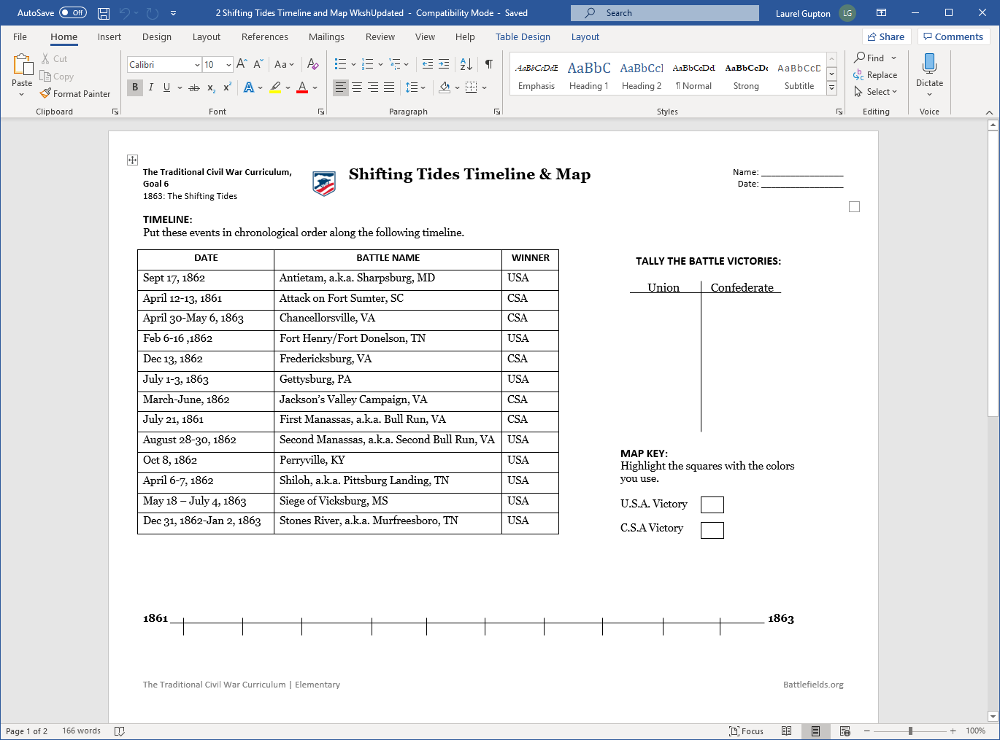 AutoSave Off 2 Shifting Tides Timeline and Map WkshUpdated - Compatibility Mode - Saved Search Laurel Gupton LG
File Home Insert Design Layout References Mailings Review View Help Table Design Layout Share Comments
Paste Cut Copy Format Painter
Calibri 10 Aa
B I U ab x₂ x² A A
AaBbCcDdE AaBbC AaBbCcI AaBbCcDd AaBbCcDc AaBbCcD
Emphasis Heading 1 Heading 2 ¶ Normal Strong Subtitle
Find Replace Select Dictate
Clipboard Font Paragraph Styles Editing Voice
The Traditional Civil War Curriculum,
Goal 6
1863: The Shifting Tides
Shifting Tides Timeline & Map
Name: _________________
Date: _________________
TIMELINE:
Put these events in chronological order along the following timeline.
DATE BATTLE NAME WINNER
Sept 17, 1862 Antietam, a.k.a. Sharpsburg, MD USA
April 12-13, 1861 Attack on Fort Sumter, SC CSA
April 30-May 6, 1863 Chancellorsville, VA CSA
Feb 6-16 ,1862 Fort Henry/Fort Donelson, TN USA
Dec 13, 1862 Fredericksburg, VA CSA
July 1-3, 1863 Gettysburg, PA USA
March-June, 1862 Jackson’s Valley Campaign, VA CSA
July 21, 1861 First Manassas, a.k.a. Bull Run, VA CSA
August 28-30, 1862 Second Manassas, a.k.a. Second Bull Run, VA USA
Oct 8, 1862 Perryville, KY USA
April 6-7, 1862 Shiloh, a.k.a. Pittsburg Landing, TN USA
May 18 – July 4, 1863 Siege of Vicksburg, MS USA
Dec 31, 1862-Jan 2, 1863 Stones River, a.k.a. Murfreesboro, TN USA
TALLY THE BATTLE VICTORIES:
Union Confederate
MAP KEY:
Highlight the squares with the colors
you use.
U.S.A. Victory
C.S.A Victory
1861 1863
The Traditional Civil War Curriculum | Elementary Battlefields.org
Page 1 of 2 166 words Focus 100%